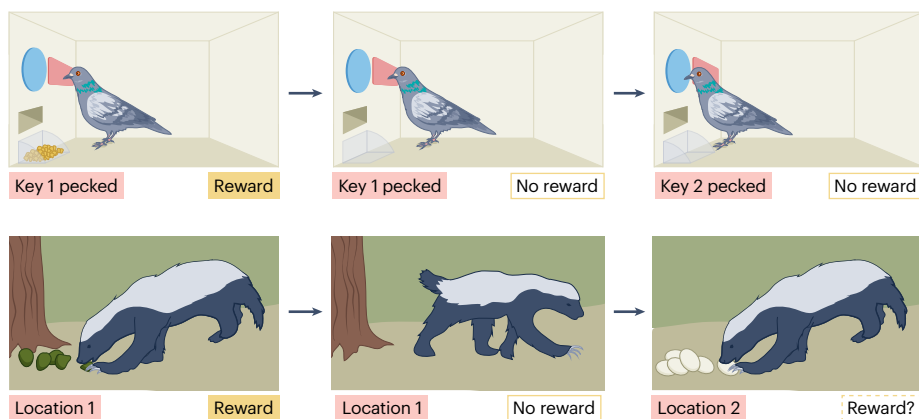 Key 1 pecked
Reward
Key 1 pecked
No reward
Key 2 pecked
No reward
Location 1
Reward
Location 1
No reward
Location 2
Reward?